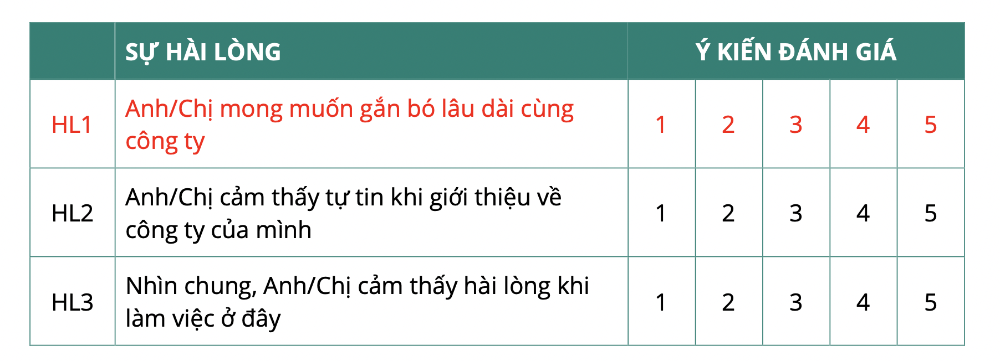 SỰ HÀI LÒNG
Ý KIẾN ĐÁNH GIÁ
HL1
Anh/Chị mong muốn gắn bó lâu dài cùng
công ty
1 2 3 4 5
HL2
Anh/Chị cảm thấy tự tin khi giới thiệu về
công ty của mình
1 2 3 4 5
HL3
Nhìn chung, Anh/Chị cảm thấy hài lòng khi
làm việc ở đây
1 2 3 4 5